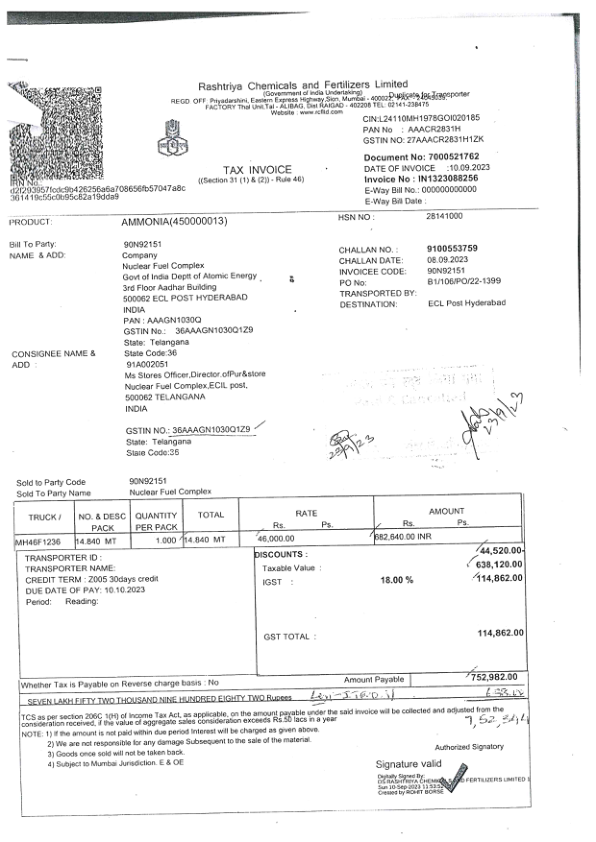 Rashtriya Chemicals and Fertilizers Limited
(Government of India Undertaking)
Duplicate for Transporter
REGD OFF. Priyadarshini, Eastern Express Highway,Sion, Mumbai - 400022,
FACTORY Thal Unit,Tal - ALIBAG, Dist RAIGAD - 402208 TEL: 02141-238475
Website : www.rcfltd.com
CIN:L24110MH1978GOI020185
PAN No : AAACR2831H
GSTIN No: 27AAACR2831H1ZK
TAX INVOICE
((Section 31 (1) & (2)) - Rule 46)
Document No: 7000521762
DATE OF INVOICE :10.09.2023
Invoice No : IN1323088256
E-Way Bill No.: 000000000000
E-Way Bill Date :
IRN No.
d2f293957fcdc9b426256a6a708656fb57047a8c
361419c55c0b95c82a19dda9
PRODUCT: AMMONIA(450000013)
HSN NO : 28141000
Bill To Party: 90N92151
NAME & ADD: Company
Nuclear Fuel Complex
Govt of India Deptt of Atomic Energy
3rd Floor Aadhar Building
500062 ECL POST HYDERABAD
INDIA
PAN : AAAGN1030Q
GSTIN No.: 36AAAGN1030Q1Z9
State: Telangana
State Code:36
CHALLAN NO. : 9100553759
CHALLAN DATE: 08.09.2023
INVOICEE CODE: 90N92151
PO No: B1/106/PO/22-1399
TRANSPORTED BY:
DESTINATION: ECL Post Hyderabad
CONSIGNEE NAME & ADD : 91A002051
Ms Stores Officer,Director.ofPur&store
Nuclear Fuel Complex,ECIL post,
500062 TELANGANA
INDIA
GSTIN NO.: 36AAAGN1030Q1Z9
State: Telangana
State Code:36
23/9/23
23/9/23
Sold to Party Code 90N92151
Sold To Party Name Nuclear Fuel Complex
TRUCK / NO. & DESC PACK QUANTITY PER PACK TOTAL RATE Rs. Ps. AMOUNT Rs. Ps.
MH46F1236 14.840 MT 1.000 14.840 MT 46,000.00 682,640.00 INR
TRANSPORTER ID :
TRANSPORTER NAME:
CREDIT TERM : Z005 30days credit
DUE DATE OF PAY: 10.10.2023
Period: Reading:
DISCOUNTS : 44,520.00-
Taxable Value : 638,120.00
IGST : 18.00 % 114,862.00
GST TOTAL : 114,862.00
Whether Tax is Payable on Reverse charge basis : No
Amount Payable 752,982.00
SEVEN LAKH FIFTY TWO THOUSAND NINE HUNDRED EIGHTY TWO Rupees
7,52,344
TCS as per section 206C 1(H) of Income Tax Act, as applicable, on the amount payable under the said invoice will be collected and adjusted from the
consideration received, if the value of aggregate sales consideration exceeds Rs.50 lacs in a year
NOTE: 1) If the amount is not paid within due period Interest will be charged as given above.
2) We are not responsible for any damage Subsequent to the sale of the material.
3) Goods once sold will not be taken back.
4) Subject to Mumbai Jurisdiction. E & OE
Authorized Signatory
Signature valid
Digitally Signed By:
DS RASHTRIYA CHEMICALS AND FERTILIZERS LIMITED
Sun 10-Sep-2023 11:53:52
Created by ROHIT BORSE